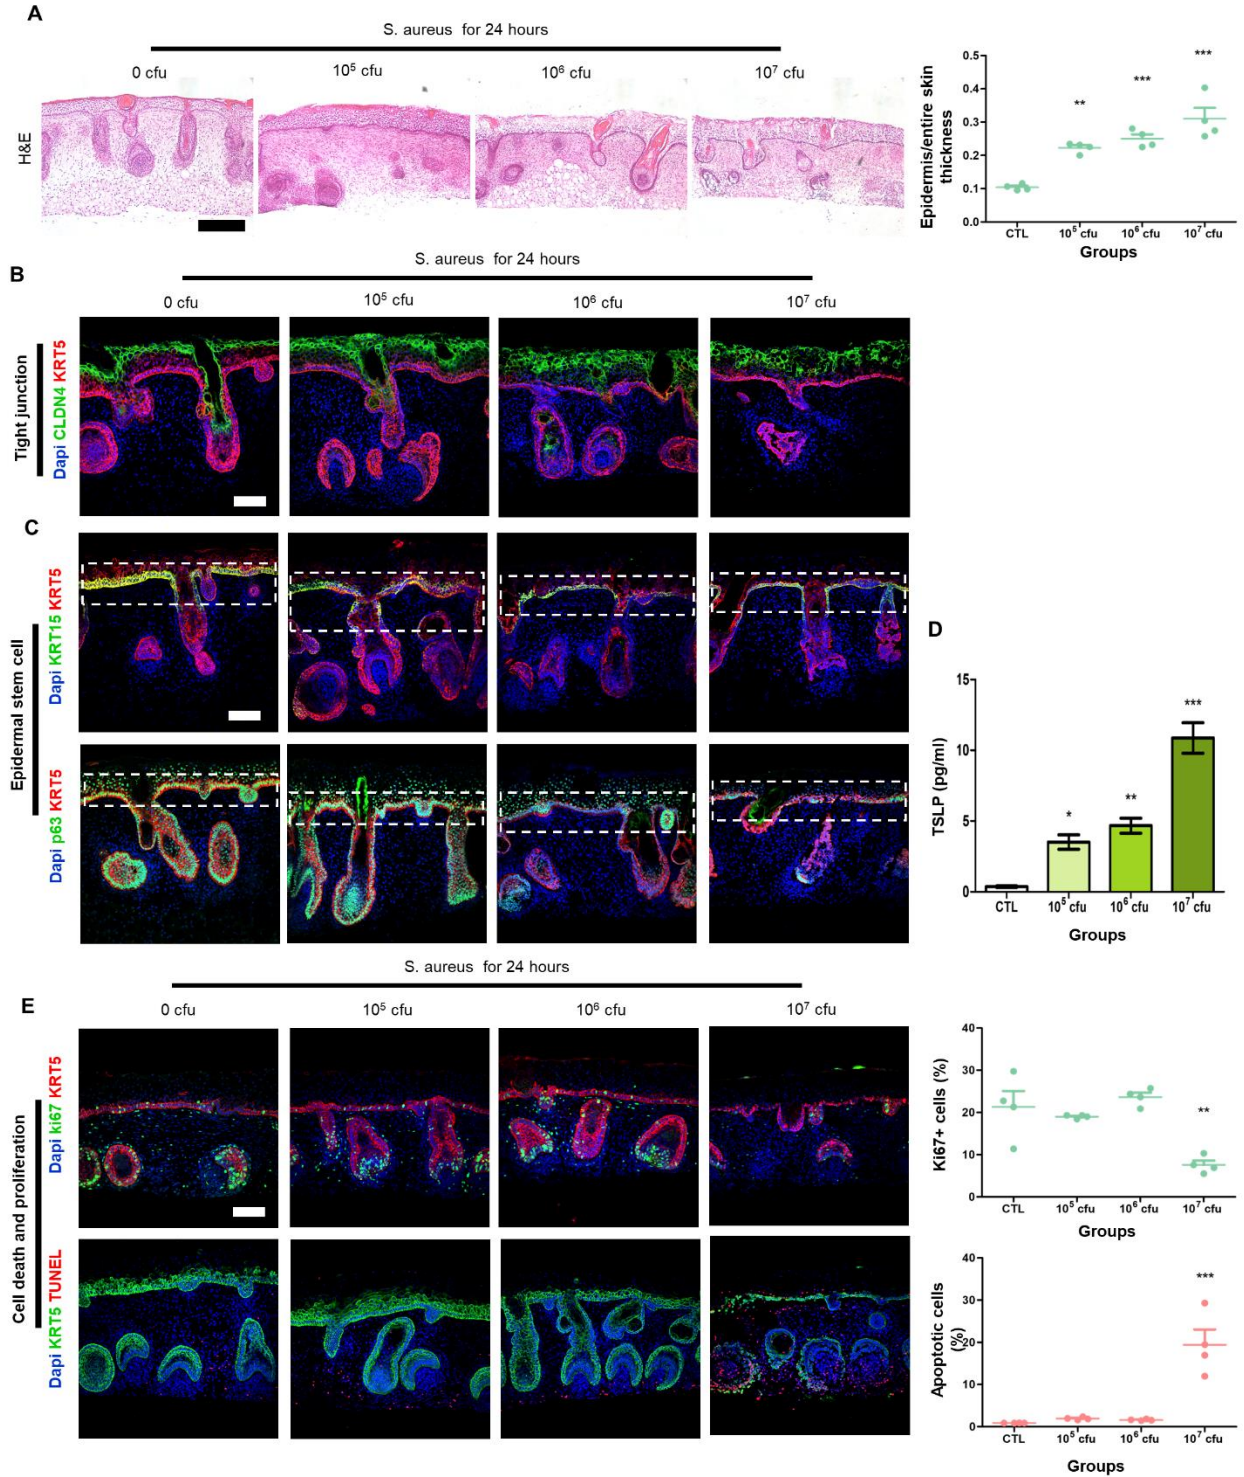 A
S. aureus for 24 hours
0 cfu
10⁵ cfu
10⁶ cfu
10⁷ cfu
H&E
Epidermis/entire skin
thickness
0.5
0.4
0.3
0.2
0.1
0.0
**
***
***
CTL
10⁵ cfu
10⁶ cfu
10⁷ cfu
Groups
B
S. aureus for 24 hours
0 cfu
10⁵ cfu
10⁶ cfu
10⁷ cfu
Tight junction
Dapi CLDN4 KRT5
C
Epidermal stem cell
Dapi KRT15 KRT5
Dapi p63 KRT5
D
TSLP (pg/ml)
15
10
5
0
*
**
***
CTL
10⁵ cfu
10⁶ cfu
10⁷ cfu
Groups
E
S. aureus for 24 hours
0 cfu
10⁵ cfu
10⁶ cfu
10⁷ cfu
Cell death and proliferation
Dapi ki67 KRT5
Dapi KRT5 TUNEL
Ki67+ cells (%)
40
30
20
10
0
**
CTL
10⁵ cfu
10⁶ cfu
10⁷ cfu
Groups
Apoptotic cells
(%)
40
30
20
10
0
***
CTL
10⁵ cfu
10⁶ cfu
10⁷ cfu
Groups